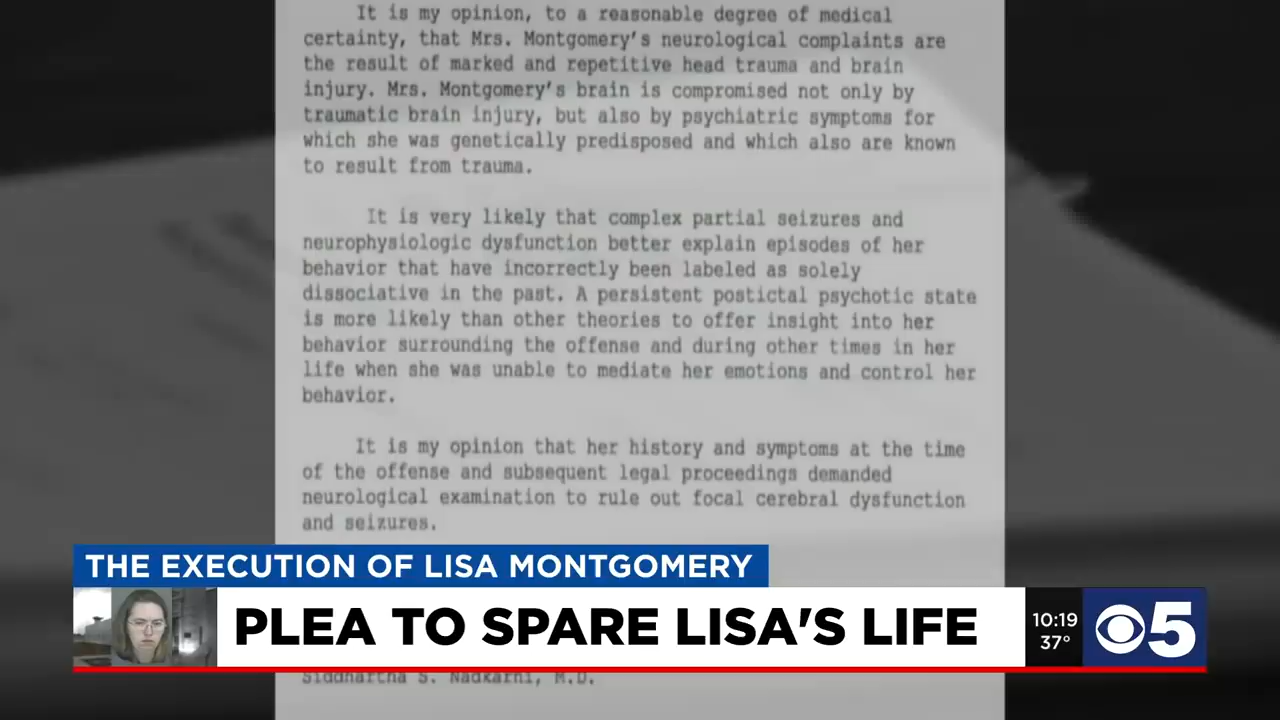 It is my opinion, to a reasonable degree of medical
certainty, that Mrs. Montgomery's neurological complaints are
the result of marked and repetitive head trauma and brain
injury. Mrs. Montgomery's brain is compromised not only by
traumatic brain injury, but also by psychiatric symptoms for
which she was genetically predisposed and which also are known
to result from trauma.
It is very likely that complex partial seizures and
neurophysiologic dysfunction better explain episodes of her
behavior that have incorrectly been labeled as solely
dissociative in the past. A persistent postictal psychotic state
is more likely than other theories to offer insight into her
behavior surrounding the offense and during other times in her
life when she was unable to mediate her emotions and control her
behavior.
It is my opinion that her history and symptoms at the time
of the offense and subsequent legal proceedings demanded
neurological examination to rule out focal cerebral dysfunction
and seizures.
THE EXECUTION OF LISA MONTGOMERY
PLEA TO SPARE LISA'S LIFE
10:19
37°
5
Siddhartha S. Nadkarni, M.D.